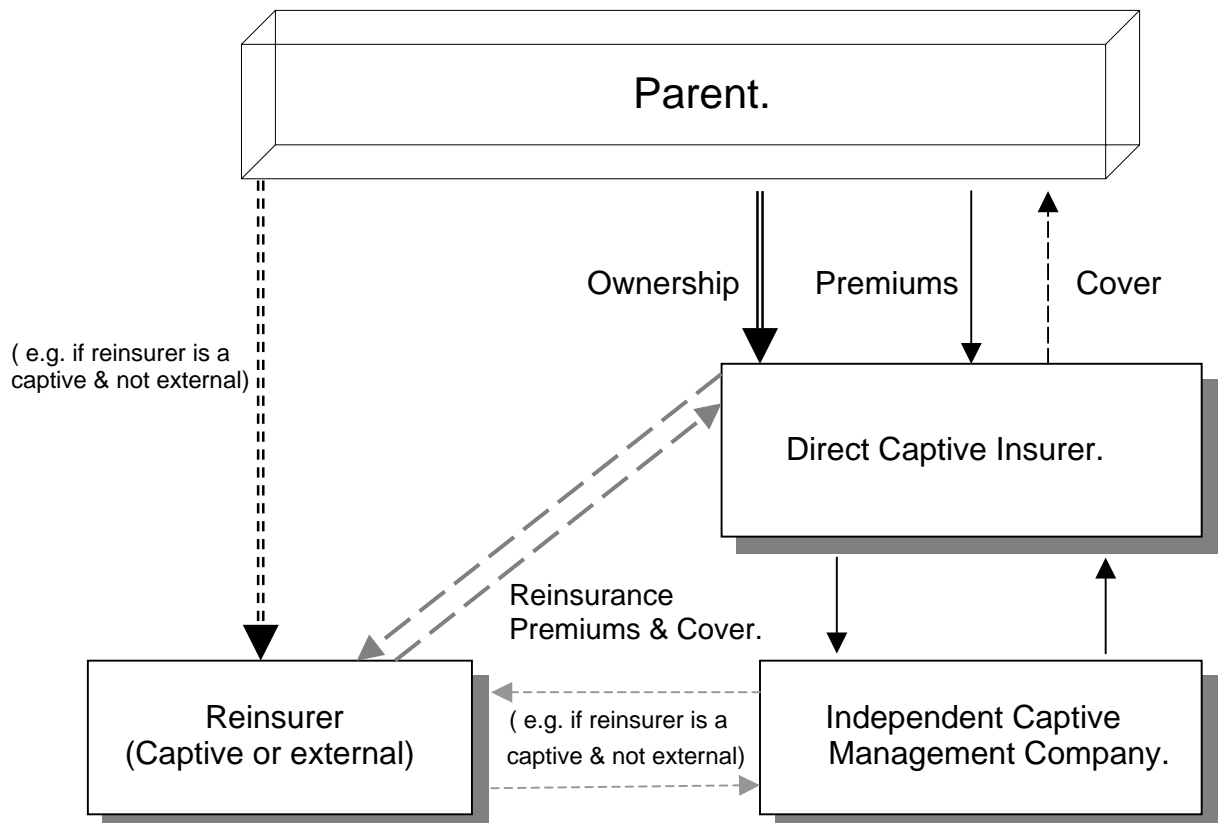 Parent.
Ownership
Premiums
Cover
( e.g. if reinsurer is a
captive & not external)
Direct Captive Insurer.
Reinsurance
Premiums & Cover.
Reinsurer
(Captive or external)
( e.g. if reinsurer is a
captive & not external)
Independent Captive
Management Company.